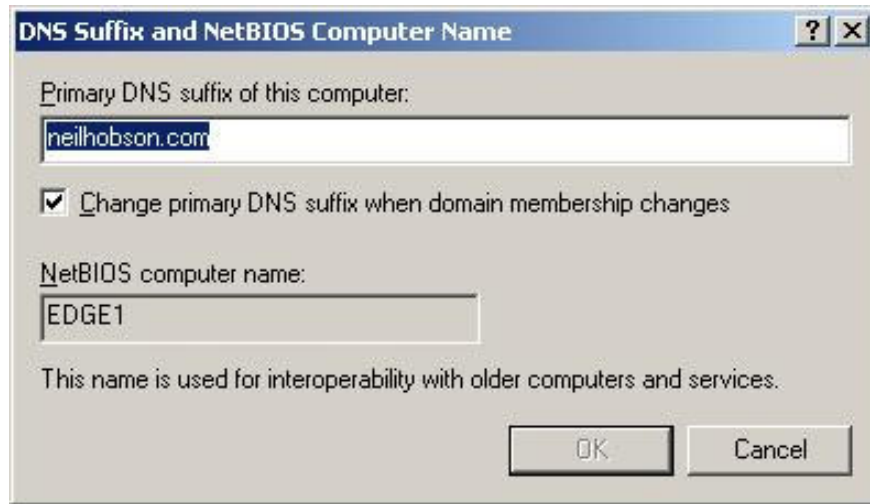 DNS Suffix and NetBIOS Computer Name
Primary DNS suffix of this computer:
neilhobson.com
Change primary DNS suffix when domain membership changes
NetBIOS computer name:
EDGE1
This name is used for interoperability with older computers and services.
OK Cancel